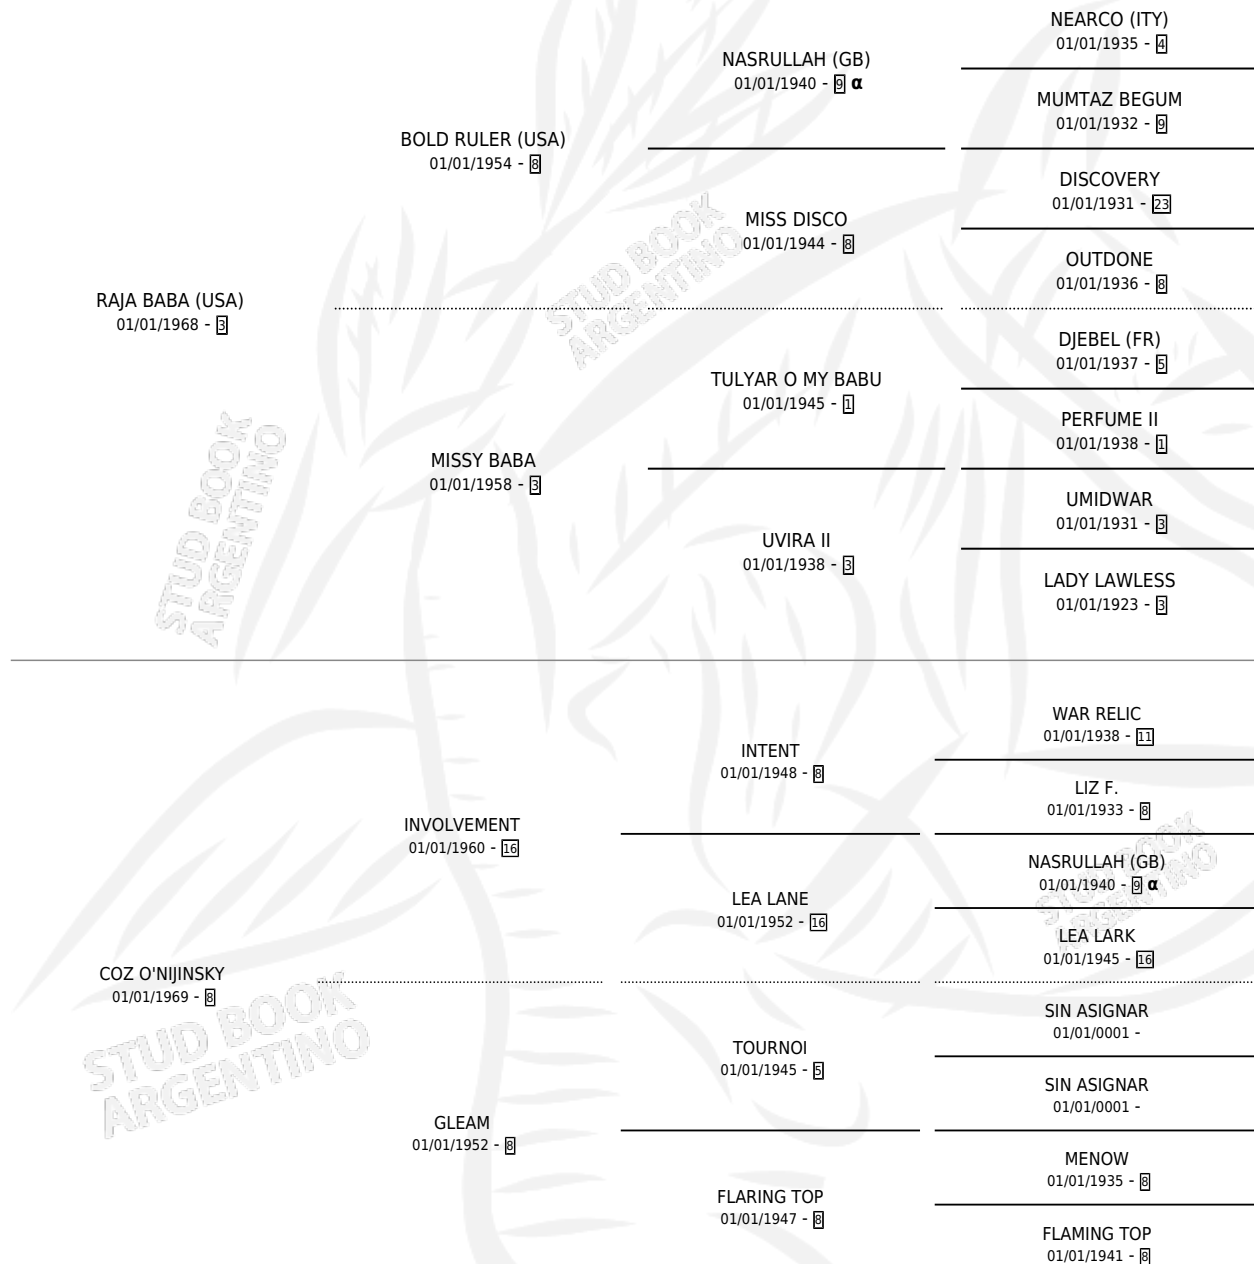 NEARCO (ITY)
01/01/1935 - 4
NASRULLAH (GB)
01/01/1940 - 9 α
MUMTAZ BEGUM
01/01/1932 - 9
BOLD RULER (USA)
01/01/1954 - 8
DISCOVERY
01/01/1931 - 23
MISS DISCO
01/01/1944 - 8
OUTDONE
01/01/1936 - 8
STUD BOOK
ARGENTINO
RAJA BABA (USA)
01/01/1968 - 3
DJEBEL (FR)
01/01/1937 - 5
TULYAR O MY BABU
01/01/1945 - 1
PERFUME II
01/01/1938 - 1
MISSY BABA
01/01/1958 - 3
UMIDWAR
01/01/1931 - 3
UVIRA II
01/01/1938 - 3
LADY LAWLESS
01/01/1923 - 3
STUD BOOK
ARGENTINO
WAR RELIC
01/01/1938 - 11
INTENT
01/01/1948 - 8
LIZ F.
01/01/1933 - 8
INVOLVEMENT
01/01/1960 - 16
NASRULLAH (GB)
01/01/1940 - 9 α
STUD BOOK
ARGENTINO
LEA LANE
01/01/1952 - 16
LEA LARK
01/01/1945 - 16
COZ O'NIJINSKY
01/01/1969 - 8
SIN ASIGNAR
01/01/0001 -
TOURNOI
01/01/1945 - 5
SIN ASIGNAR
01/01/0001 -
STUD BOOK
ARGENTINO
GLEAM
01/01/1952 - 8
MENOW
01/01/1935 - 8
FLARING TOP
01/01/1947 - 8
FLAMING TOP
01/01/1941 - 8